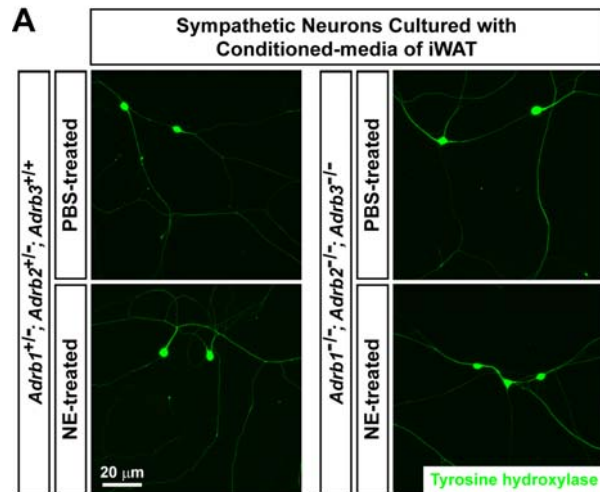 A
Sympathetic Neurons Cultured with
Conditioned-media of iWAT
Adrb1+/-; Adrb2+/-; Adrb3+/+
PBS-treated
NE-treated
Adrb1-/-; Adrb2-/-; Adrb3-/-
PBS-treated
NE-treated
20 μm
Tyrosine hydroxylase